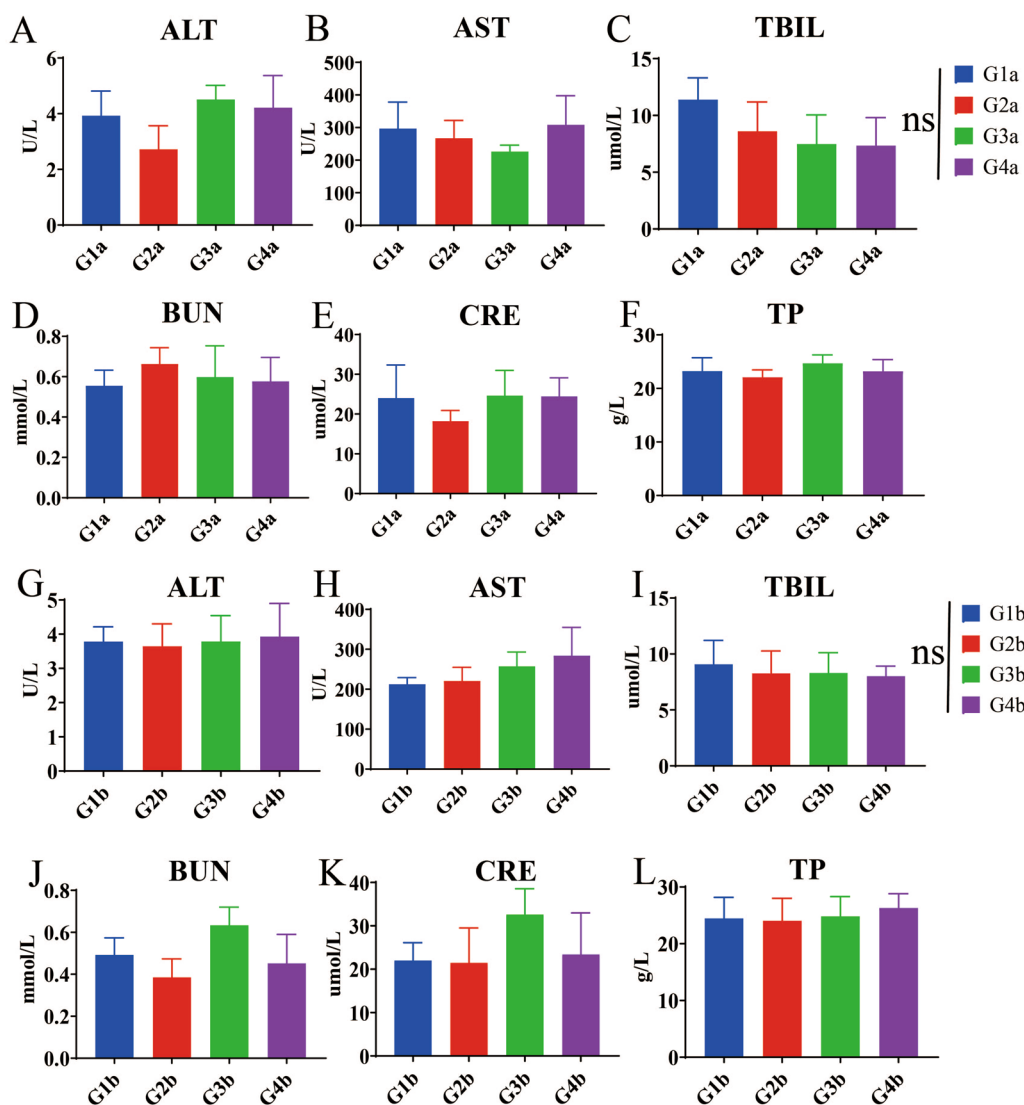 A ALT
U/L
6
4
2
0
G1a G2a G3a G4a
B AST
U/L
500
400
300
200
100
0
G1a G2a G3a G4a
C TBIL
umol/L
15
10
5
0
G1a G2a G3a G4a
ns
G1a
G2a
G3a
G4a
D BUN
mmol/L
0.8
0.6
0.4
0.2
0.0
G1a G2a G3a G4a
E CRE
umol/L
40
30
20
10
0
G1a G2a G3a G4a
F TP
g/L
30
20
10
0
G1a G2a G3a G4a
G ALT
U/L
5
4
3
2
1
0
G1b G2b G3b G4b
H AST
U/L
400
300
200
100
0
G1b G2b G3b G4b
I TBIL
umol/L
15
10
5
0
G1b G2b G3b G4b
ns
G1b
G2b
G3b
G4b
J BUN
mmol/L
0.8
0.6
0.4
0.2
0.0
G1b G2b G3b G4b
K CRE
umol/L
40
30
20
10
0
G1b G2b G3b G4b
L TP
g/L
30
20
10
0
G1b G2b G3b G4b